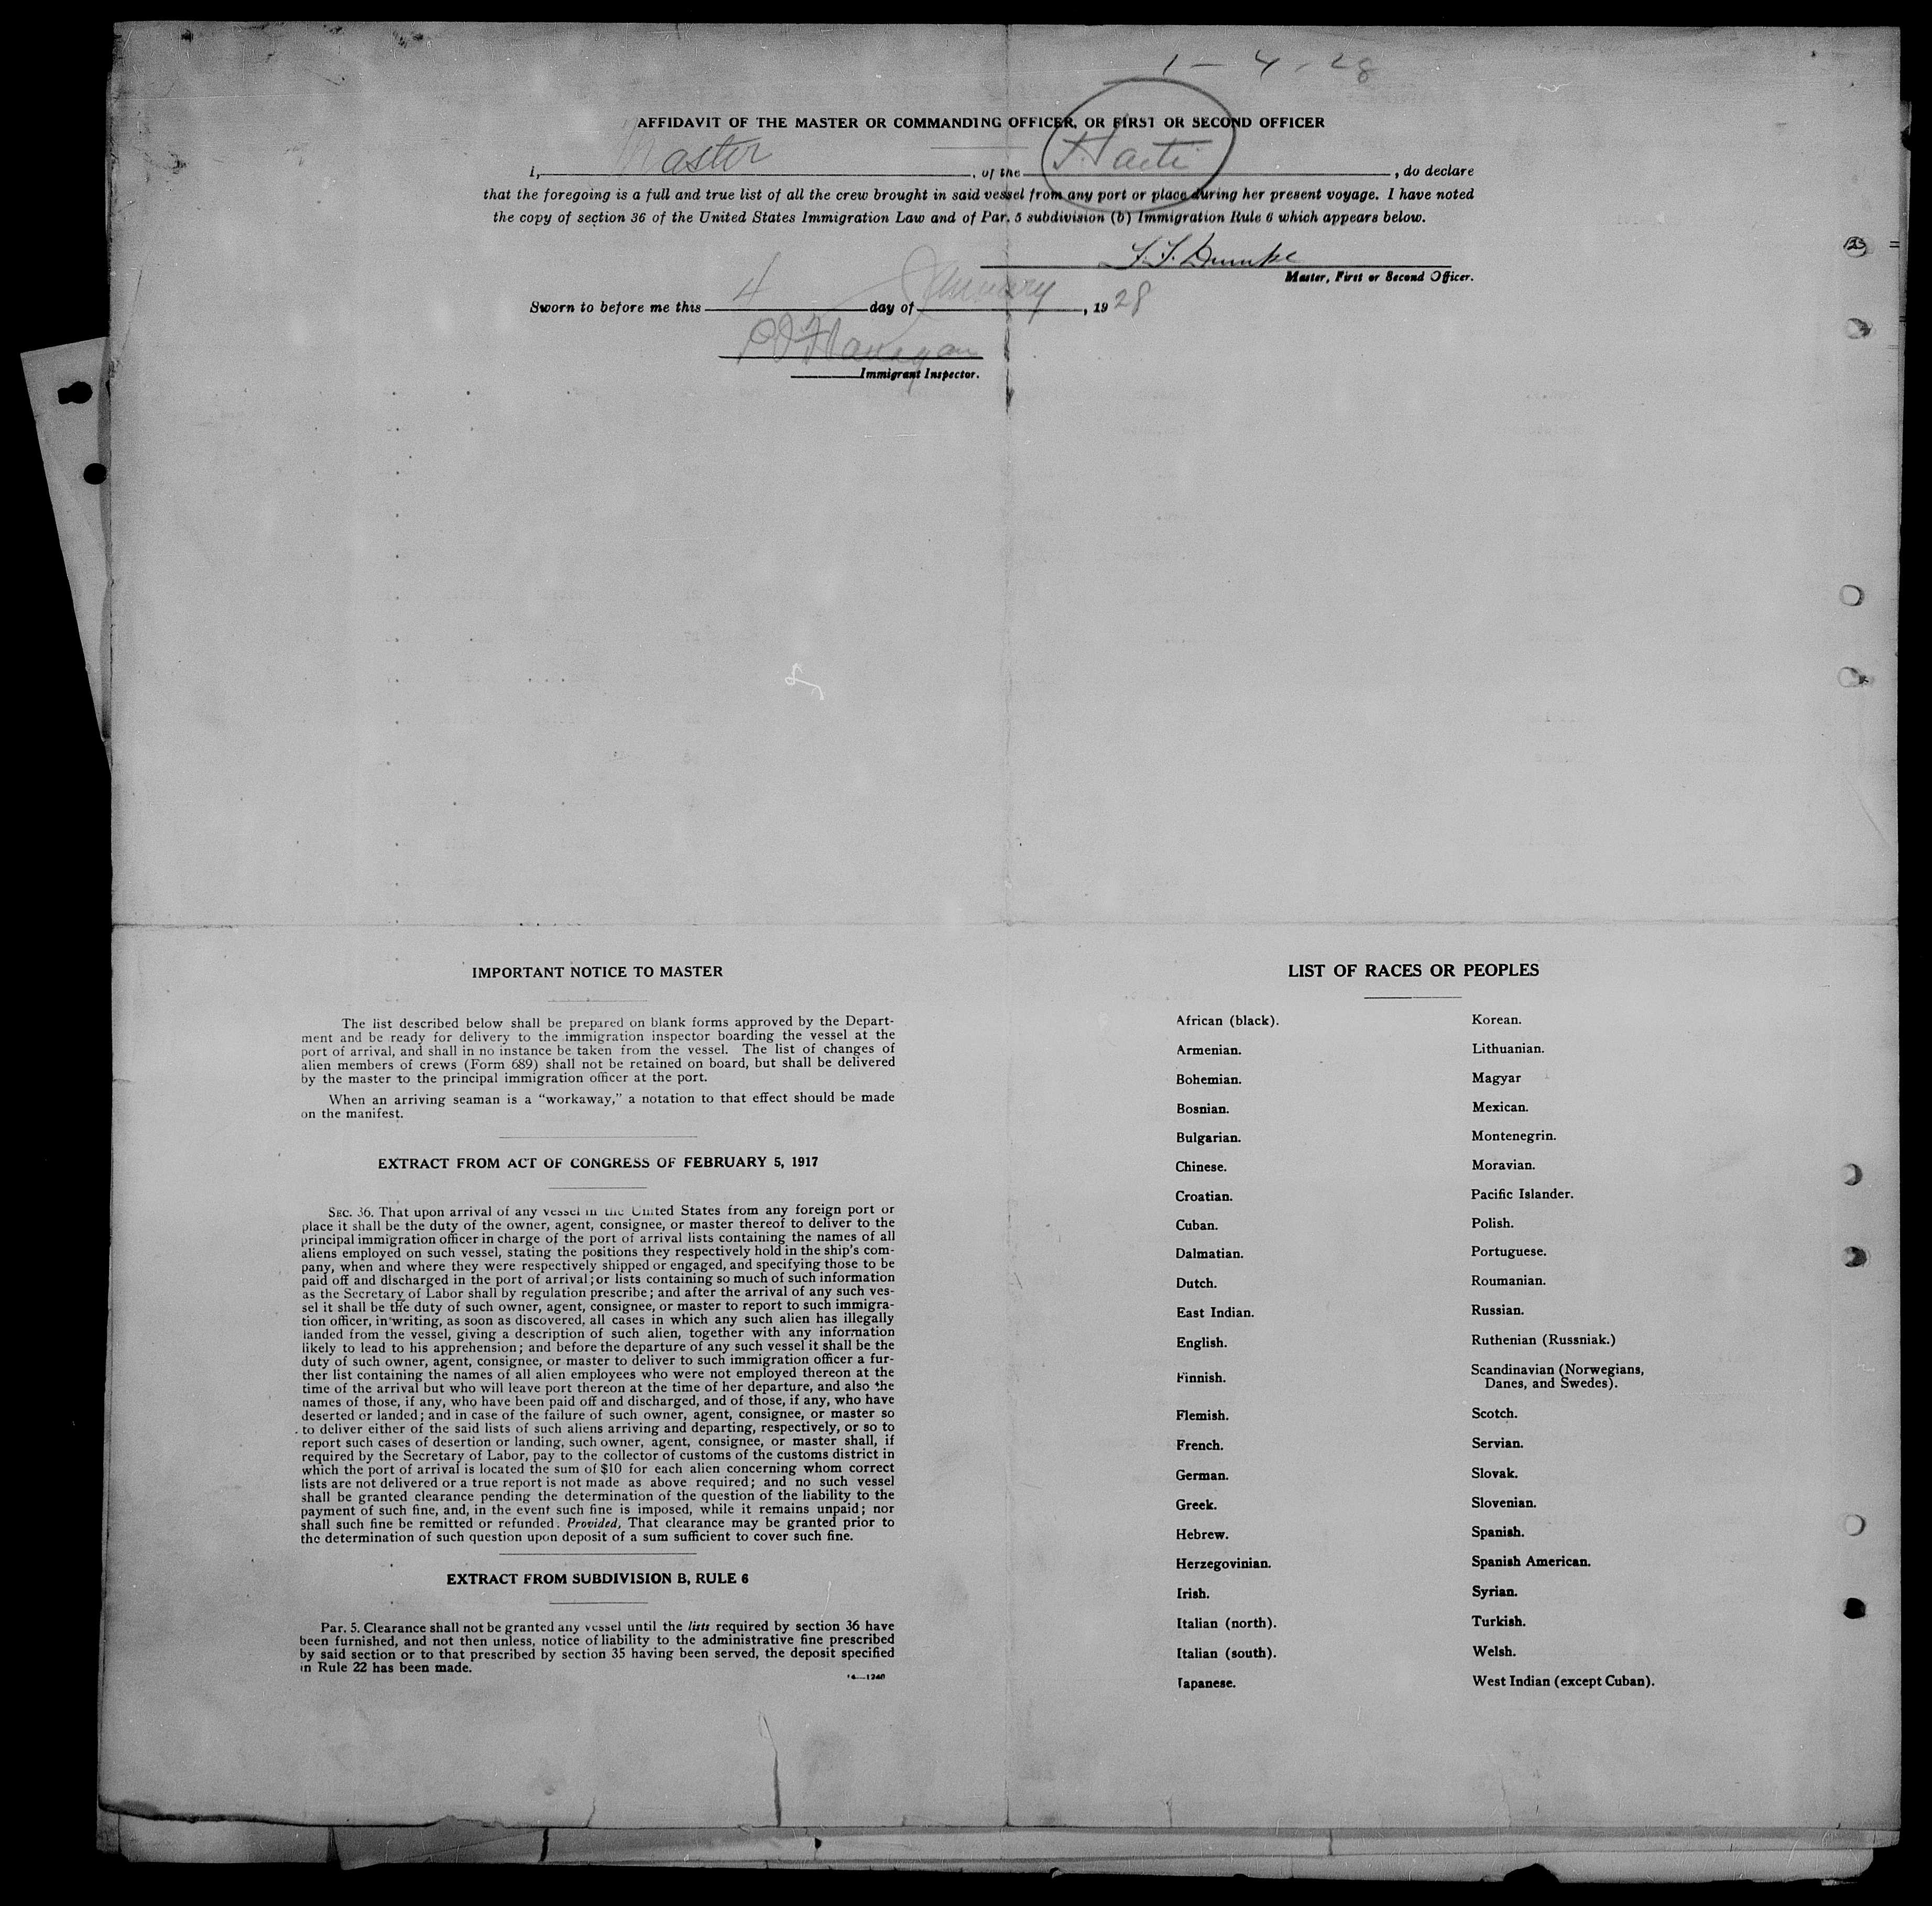 1 - 4 - 28
AFFIDAVIT OF THE MASTER OR COMMANDING OFFICER, OR FIRST OR SECOND OFFICER
I, Master , of the Haiti , do declare
that the foregoing is a full and true list of all the crew brought in said vessel from any port or place during her present voyage. I have noted
the copy of section 36 of the United States Immigration Law and of Par. 5 subdivision (b) Immigration Rule 6 which appears below.
Master, First or Second Officer.
Sworn to before me this 4 day of January , 19 28
Immigrant Inspector.
IMPORTANT NOTICE TO MASTER
The list described below shall be prepared on blank forms approved by the Depart-
ment and be ready for delivery to the immigration inspector boarding the vessel at the
port of arrival, and shall in no instance be taken from the vessel. The list of changes of
alien members of crews (Form 689) shall not be retained on board, but shall be delivered
by the master to the principal immigration officer at the port.
When an arriving seaman is a “workaway,” a notation to that effect should be made
on the manifest.
EXTRACT FROM ACT OF CONGRESS OF FEBRUARY 5, 1917
SEC. 36. That upon arrival of any vessel in the United States from any foreign port or
place it shall be the duty of the owner, agent, consignee, or master thereof to deliver to the
principal immigration officer in charge of the port of arrival lists containing the names of all
aliens employed on such vessel, stating the positions they respectively hold in the ship's com-
pany, when and where they were respectively shipped or engaged, and specifying those to be
paid off and discharged in the port of arrival; or lists containing so much of such information
as the Secretary of Labor shall by regulation prescribe; and after the arrival of any such ves-
sel it shall be the duty of such owner, agent, consignee, or master to report to such immigra-
tion officer, in writing, as soon as discovered, all cases in which any such alien has illegally
landed from the vessel, giving a description of such alien, together with any information
likely to lead to his apprehension; and before the departure of any such vessel it shall be the
duty of such owner, agent, consignee, or master to deliver to such immigration officer a fur-
ther list containing the names of all alien employees who were not employed thereon at the
time of the arrival but who will leave port thereon at the time of her departure, and also the
names of those, if any, who have been paid off and discharged, and of those, if any, who have
deserted or landed; and in case of the failure of such owner, agent, consignee, or master so
to deliver either of the said lists of such aliens arriving and departing, respectively, or so to
report such cases of desertion or landing, such owner, agent, consignee, or master shall, if
required by the Secretary of Labor, pay to the collector of customs of the customs district in
which the port of arrival is located the sum of $10 for each alien concerning whom correct
lists are not delivered or a true report is not made as above required; and no such vessel
shall be granted clearance pending the determination of the question of the liability to the
payment of such fine, and, in the event such fine is imposed, while it remains unpaid; nor
shall such fine be remitted or refunded. Provided, That clearance may be granted prior to
the determination of such question upon deposit of a sum sufficient to cover such fine.
EXTRACT FROM SUBDIVISION B, RULE 6
Par. 5. Clearance shall not be granted any vessel until the lists required by section 36 have
been furnished, and not then unless, notice of liability to the administrative fine prescribed
by said section or to that prescribed by section 35 having been served, the deposit specified
in Rule 22 has been made.
LIST OF RACES OR PEOPLES
African (black).
Armenian.
Bohemian.
Bosnian.
Bulgarian.
Chinese.
Croatian.
Cuban.
Dalmatian.
Dutch.
East Indian.
English.
Finnish.
Flemish.
French.
German.
Greek.
Hebrew.
Herzegovinian.
Irish.
Italian (north).
Italian (south).
Japanese.
Korean.
Lithuanian.
Magyar
Mexican.
Montenegrin.
Moravian.
Pacific Islander.
Polish.
Portuguese.
Roumanian.
Russian.
Ruthenian (Russniak.)
Scandinavian (Norwegians,
Danes, and Swedes).
Scotch.
Servian.
Slovak.
Slovenian.
Spanish.
Spanish American.
Syrian.
Turkish.
Welsh.
West Indian (except Cuban).